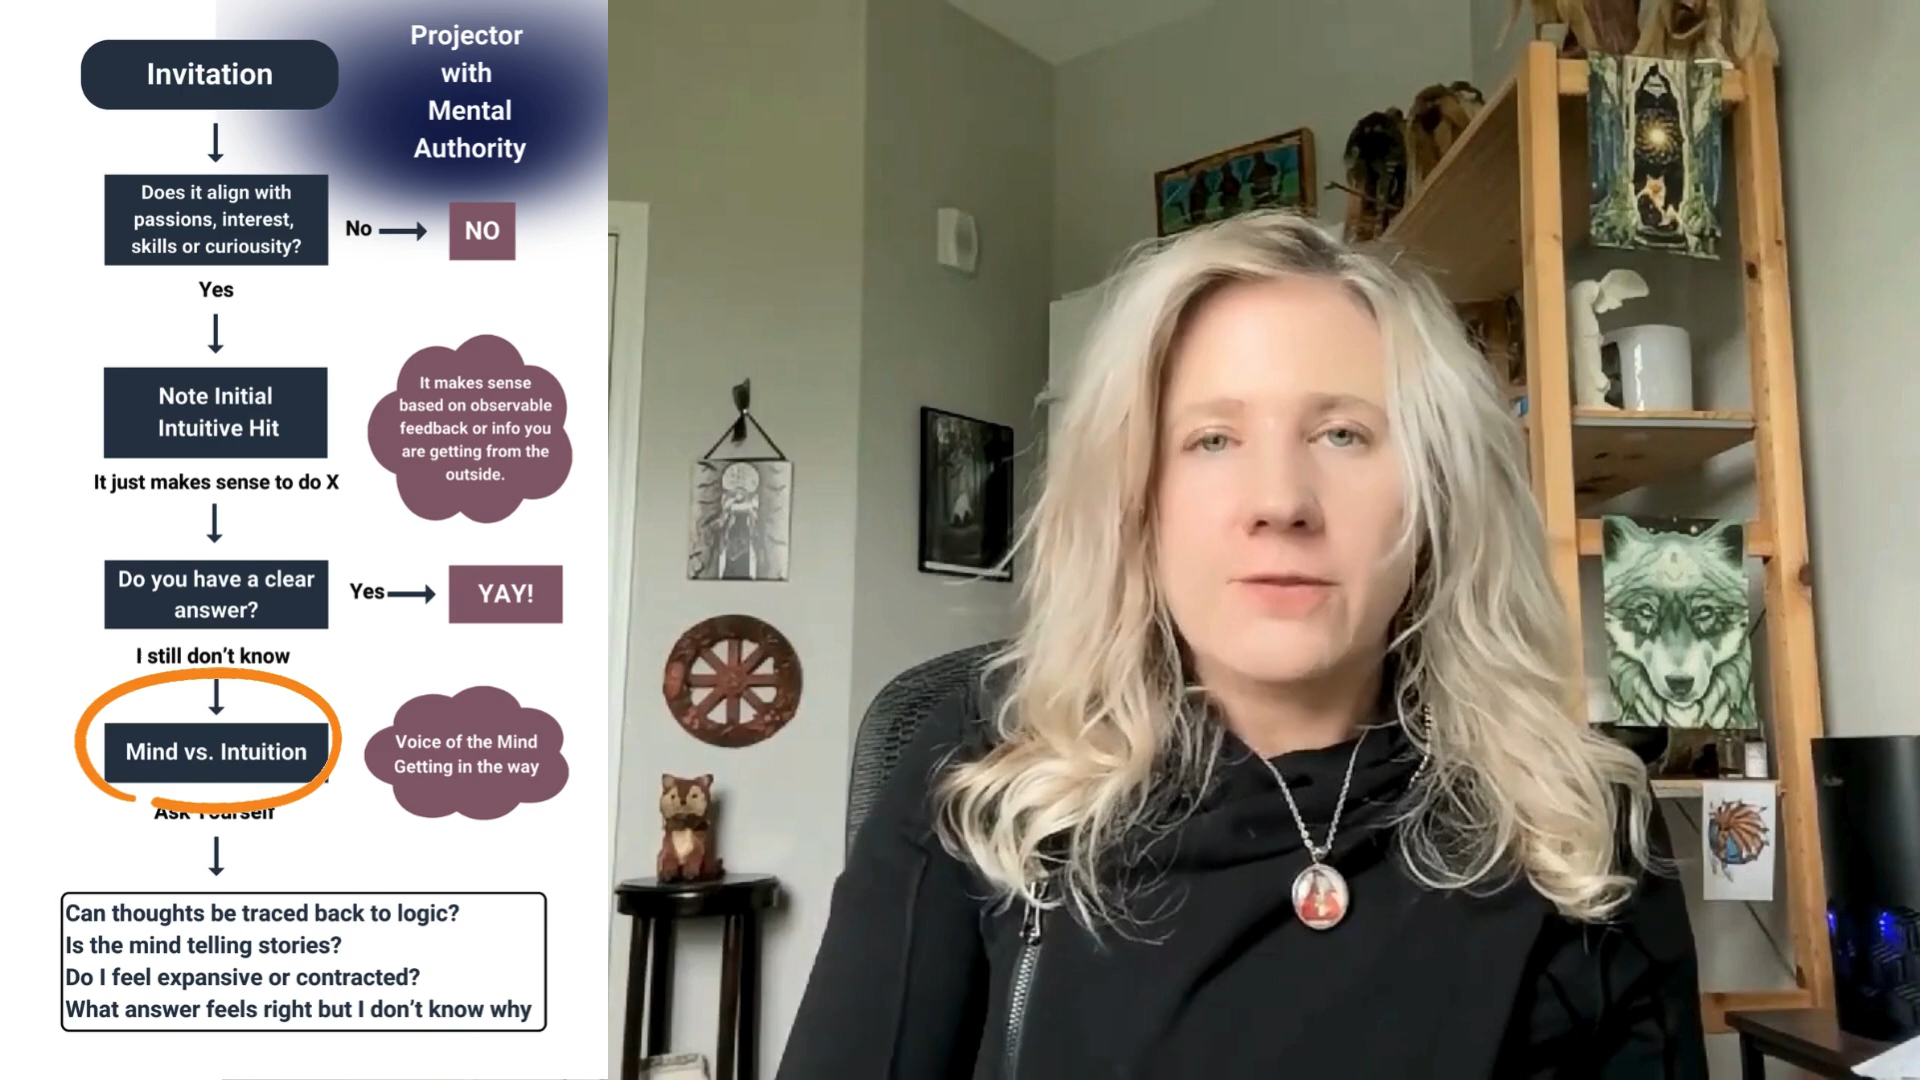 Invitation
Projector
with
Mental
Authority
Does it align with
passions, interest,
skills or curiousity?
No
NO
Yes
Note Initial
Intuitive Hit
It makes sense
based on observable
feedback or info you
are getting from the
outside.
It just makes sense to do X
Do you have a clear
answer?
Yes
YAY!
I still don't know
Mind vs. Intuition
Voice of the Mind
Getting in the way
Ask Yourself
Can thoughts be traced back to logic?
Is the mind telling stories?
Do I feel expansive or contracted?
What answer feels right but I don't know why